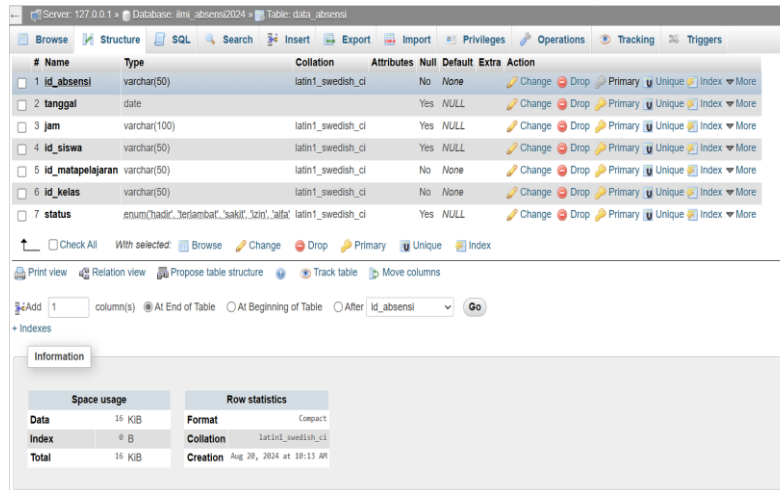 Server: 127.0.0.1 » Database: ilmi_absensi2024 » Table: data_absensi
Browse Structure SQL Search Insert Export Import Privileges Operations Tracking Triggers
# Name Type Collation Attributes Null Default Extra Action
1 id_absensi varchar(50) latin1_swedish_ci No None Change Drop Primary Unique Index More
2 tanggal date Yes NULL Change Drop Primary Unique Index More
3 jam varchar(100) latin1_swedish_ci Yes NULL Change Drop Primary Unique Index More
4 id_siswa varchar(50) latin1_swedish_ci Yes NULL Change Drop Primary Unique Index More
5 id_matapelajaran varchar(50) latin1_swedish_ci No None Change Drop Primary Unique Index More
6 id_kelas varchar(50) latin1_swedish_ci No None Change Drop Primary Unique Index More
7 status enum('hadir', 'terlambat', 'sakit', 'izin', 'alfa' latin1_swedish_ci Yes NULL Change Drop Primary Unique Index More
Check All With selected: Browse Change Drop Primary Unique Index
Print view Relation view Propose table structure Track table Move columns
Add 1 column(s) At End of Table At Beginning of Table After id_absensi Go
+ Indexes
Information
Space usage Row statistics
Data 16 KiB Format Compact
Index 0 B Collation latin1_swedish_ci
Total 16 KiB Creation Aug 20, 2024 at 10:13 AM